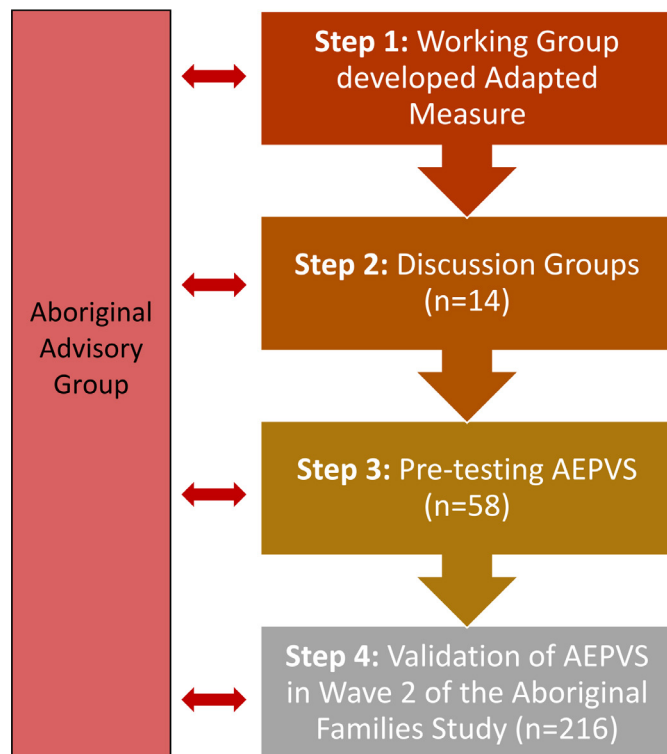 Aboriginal
Advisory
Group
Step 1: Working Group
developed Adapted
Measure
Step 2: Discussion Groups
(n=14)
Step 3: Pre-testing AEPVS
(n=58)
Step 4: Validation of AEPVS
in Wave 2 of the Aboriginal
Families Study (n=216)